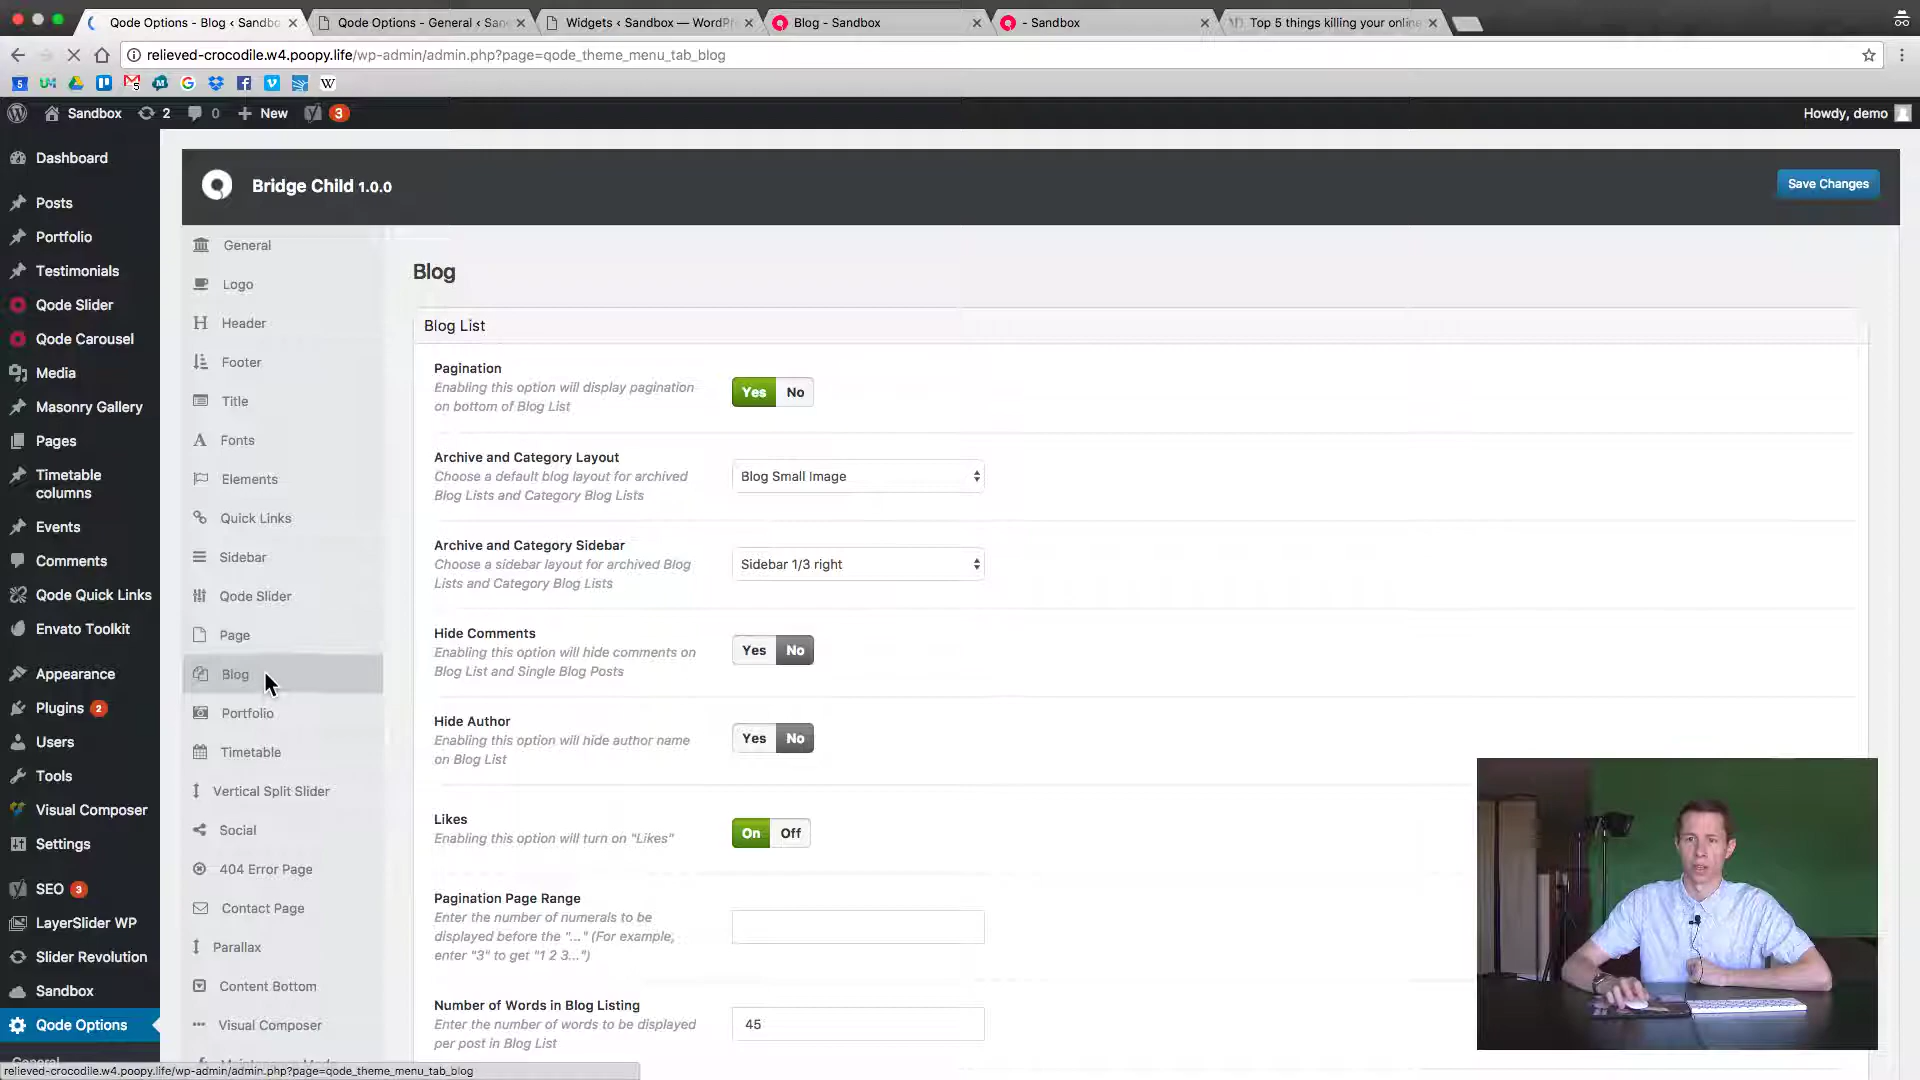 Qode Options - Blog ‹ Sandbo
Qode Options - General ‹ San
Widgets ‹ Sandbox — WordPr
Blog - Sandbox
- Sandbox
Top 5 things killing your online
relieved-crocodile.w4.poopy.life/wp-admin/admin.php?page=qode_theme_menu_tab_blog
Sandbox
2
0
New
3
Howdy, demo
Dashboard
Posts
Portfolio
Testimonials
Qode Slider
Qode Carousel
Media
Masonry Gallery
Pages
Timetable
columns
Events
Comments
Qode Quick Links
Envato Toolkit
Appearance
Plugins 2
Users
Tools
Visual Composer
Settings
SEO 3
LayerSlider WP
Slider Revolution
Sandbox
Qode Options
General
Bridge Child 1.0.0
Save Changes
General
Logo
Header
Footer
Title
Fonts
Elements
Quick Links
Sidebar
Qode Slider
Page
Blog
Portfolio
Timetable
Vertical Split Slider
Social
404 Error Page
Contact Page
Parallax
Content Bottom
Visual Composer
Maintenance Mode
Blog
Blog List
Pagination
Enabling this option will display pagination
on bottom of Blog List
Yes No
Archive and Category Layout
Choose a default blog layout for archived
Blog Lists and Category Blog Lists
Blog Small Image
Archive and Category Sidebar
Choose a sidebar layout for archived Blog
Lists and Category Blog Lists
Sidebar 1/3 right
Hide Comments
Enabling this option will hide comments on
Blog List and Single Blog Posts
Yes No
Hide Author
Enabling this option will hide author name
on Blog List
Yes No
Likes
Enabling this option will turn on "Likes"
On Off
Pagination Page Range
Enter the number of numerals to be
displayed before the "..." (For example,
enter "3" to get "1 2 3...")
Number of Words in Blog Listing
Enter the number of words to be displayed
per post in Blog List
45
relieved-crocodile.w4.poopy.life/wp-admin/admin.php?page=qode_theme_menu_tab_blog